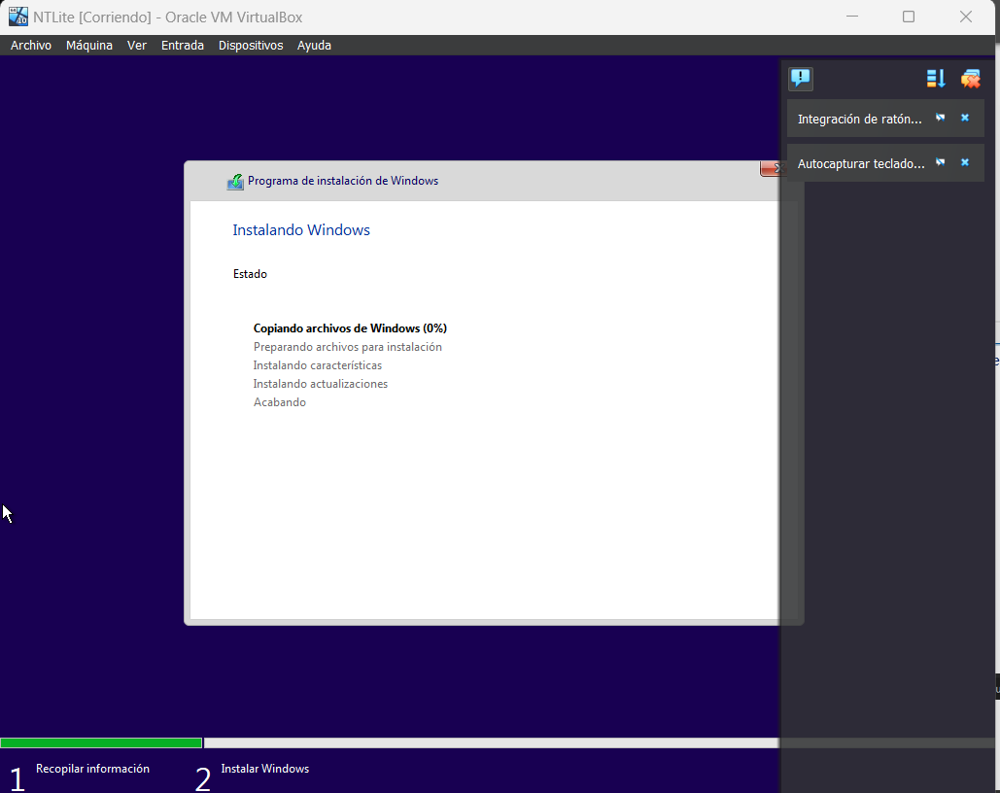 NTLite [Corriendo] - Oracle VM VirtualBox
Archivo Máquina Ver Entrada Dispositivos Ayuda
Integración de ratón...
Autocapturar teclado...
Programa de instalación de Windows
Instalando Windows
Estado
Copiando archivos de Windows (0%)
Preparando archivos para instalación
Instalando características
Instalando actualizaciones
Acabando
1 Recopilar información
2 Instalar Windows